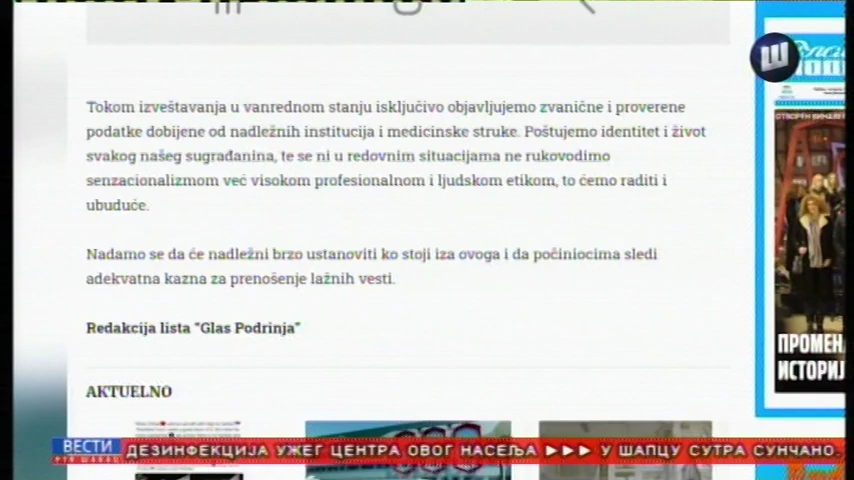 Ш
Tokom izveštavanja u vanrednom stanju isključivo objavljujemo zvanične i proverene
podatke dobijene od nadležnih institucija i medicinske struke. Poštujemo identitet i život
svakog našeg sugrađanina, te se ni u redovnim situacijama ne rukovodimo
senzacionalizmom već visokom profesionalnom i ljudskom etikom, to ćemo raditi i
ubuduće.
Nadamo se da će nadležni brzo ustanoviti ko stoji iza ovoga i da počiniocima sledi
adekvatna kazna za prenošenje lažnih vesti.
Redakcija lista "Glas Podrinja"
AKTUELNO
ПРОМЕН
ИСТОРИЈ
ВЕСТИ
РТВ ШАБАЦ
ДЕЗИНФЕКЦИЈА УЖЕГ ЦЕНТРА ОВОГ НАСЕЉА ►►► У ШАПЦУ СУТРА СУНЧАНО